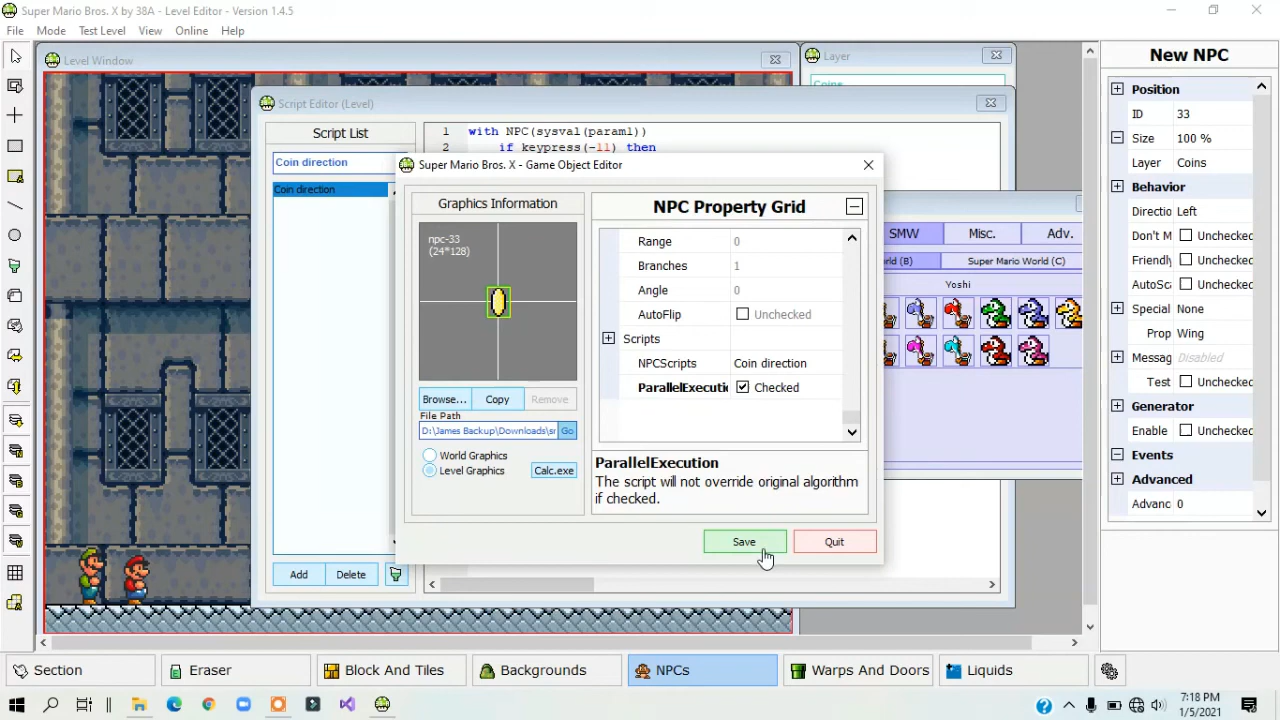 Super Mario Bros. X by 38A - Level Editor - Version 1.4.5
File Mode Test Level View Online Help
Level Window
Layer
Coins
Script Editor (Level)
Script List
Coin direction
Coin direction
1 with NPC(sysval(param1))
2 if keypress(-11) then
Add Delete
Super Mario Bros. X - Game Object Editor
Graphics Information
npc-33
(24*128)
Browse... Copy Remove
File Path
D:\James Backup\Downloads\sr Go
World Graphics
Level Graphics
Calc.exe
NPC Property Grid
Range 0
Branches 1
Angle 0
AutoFlip Unchecked
Scripts
NPCScripts Coin direction
ParallelExecuti Checked
ParallelExecution
The script will not override original algorithm
if checked.
Save Quit
SMW Misc. Adv.
ld (B) Super Mario World (C)
Yoshi
New NPC
Position
ID 33
Size 100 %
Layer Coins
Behavior
Directio Left
Don't M Unchecked
Friendly Unchecked
AutoSca Unchecked
Special None
Prop Wing
Messag Disabled
Test Unchecked
Generator
Enable Unchecked
Events
Advanced
Advanc 0
Section Eraser Block And Tiles Backgrounds NPCs Warps And Doors Liquids
7:18 PM
1/5/2021